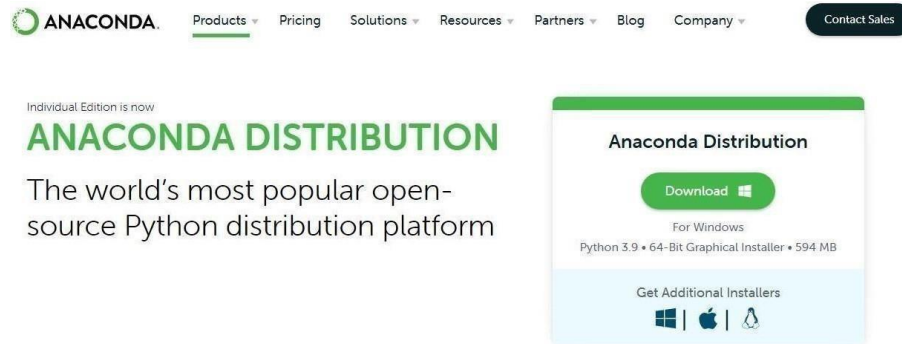 ANACONDA.
Products Pricing Solutions Resources Partners Blog Company Contact Sales
Individual Edition is now
ANACONDA DISTRIBUTION
The world's most popular open-
source Python distribution platform
Anaconda Distribution
Download
For Windows
Python 3.9 • 64-Bit Graphical Installer • 594 MB
Get Additional Installers